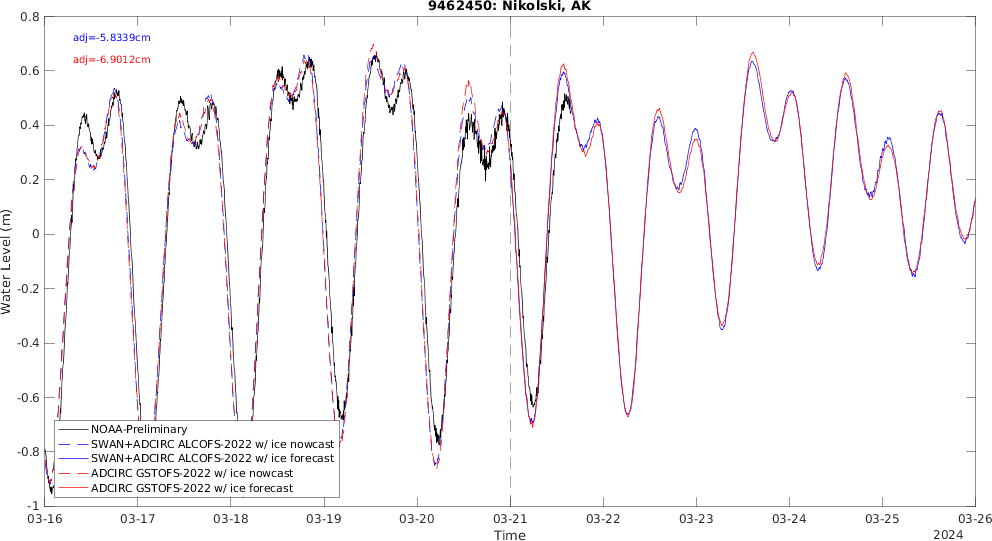 9462450: Nikolski, AK
adj=-5.8339cm
adj=-6.9012cm
Water Level (m)
0.8
0.6
0.4
0.2
0
-0.2
-0.4
-0.6
-0.8
-1
NOAA-Preliminary
SWAN+ADCIRC ALCOFS-2022 w/ ice nowcast
SWAN+ADCIRC ALCOFS-2022 w/ ice forecast
ADCIRC GSTOFS-2022 w/ ice nowcast
ADCIRC GSTOFS-2022 w/ ice forecast
03-16 03-17 03-18 03-19 03-20 03-21 03-22 03-23 03-24 03-25 03-26
Time
2024